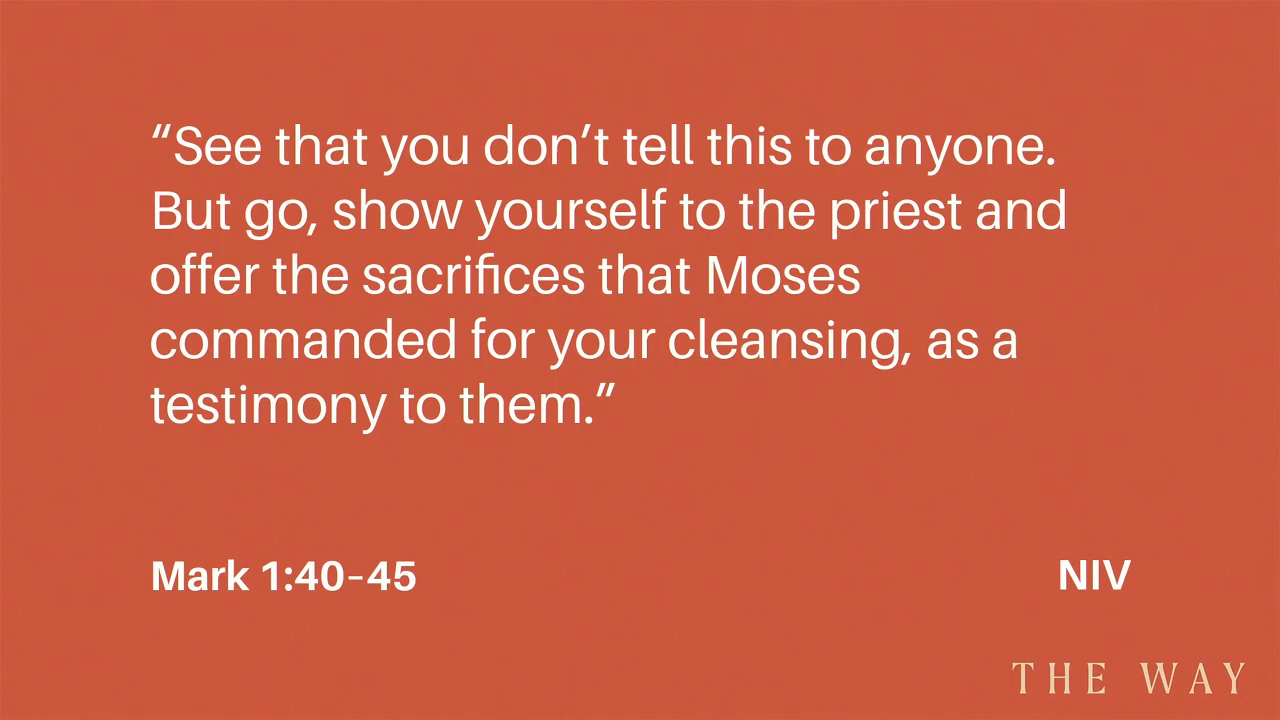 “See that you don’t tell this to anyone.
But go, show yourself to the priest and
offer the sacrifices that Moses
commanded for your cleansing, as a
testimony to them.”
Mark 1:40–45
NIV
THE WAY